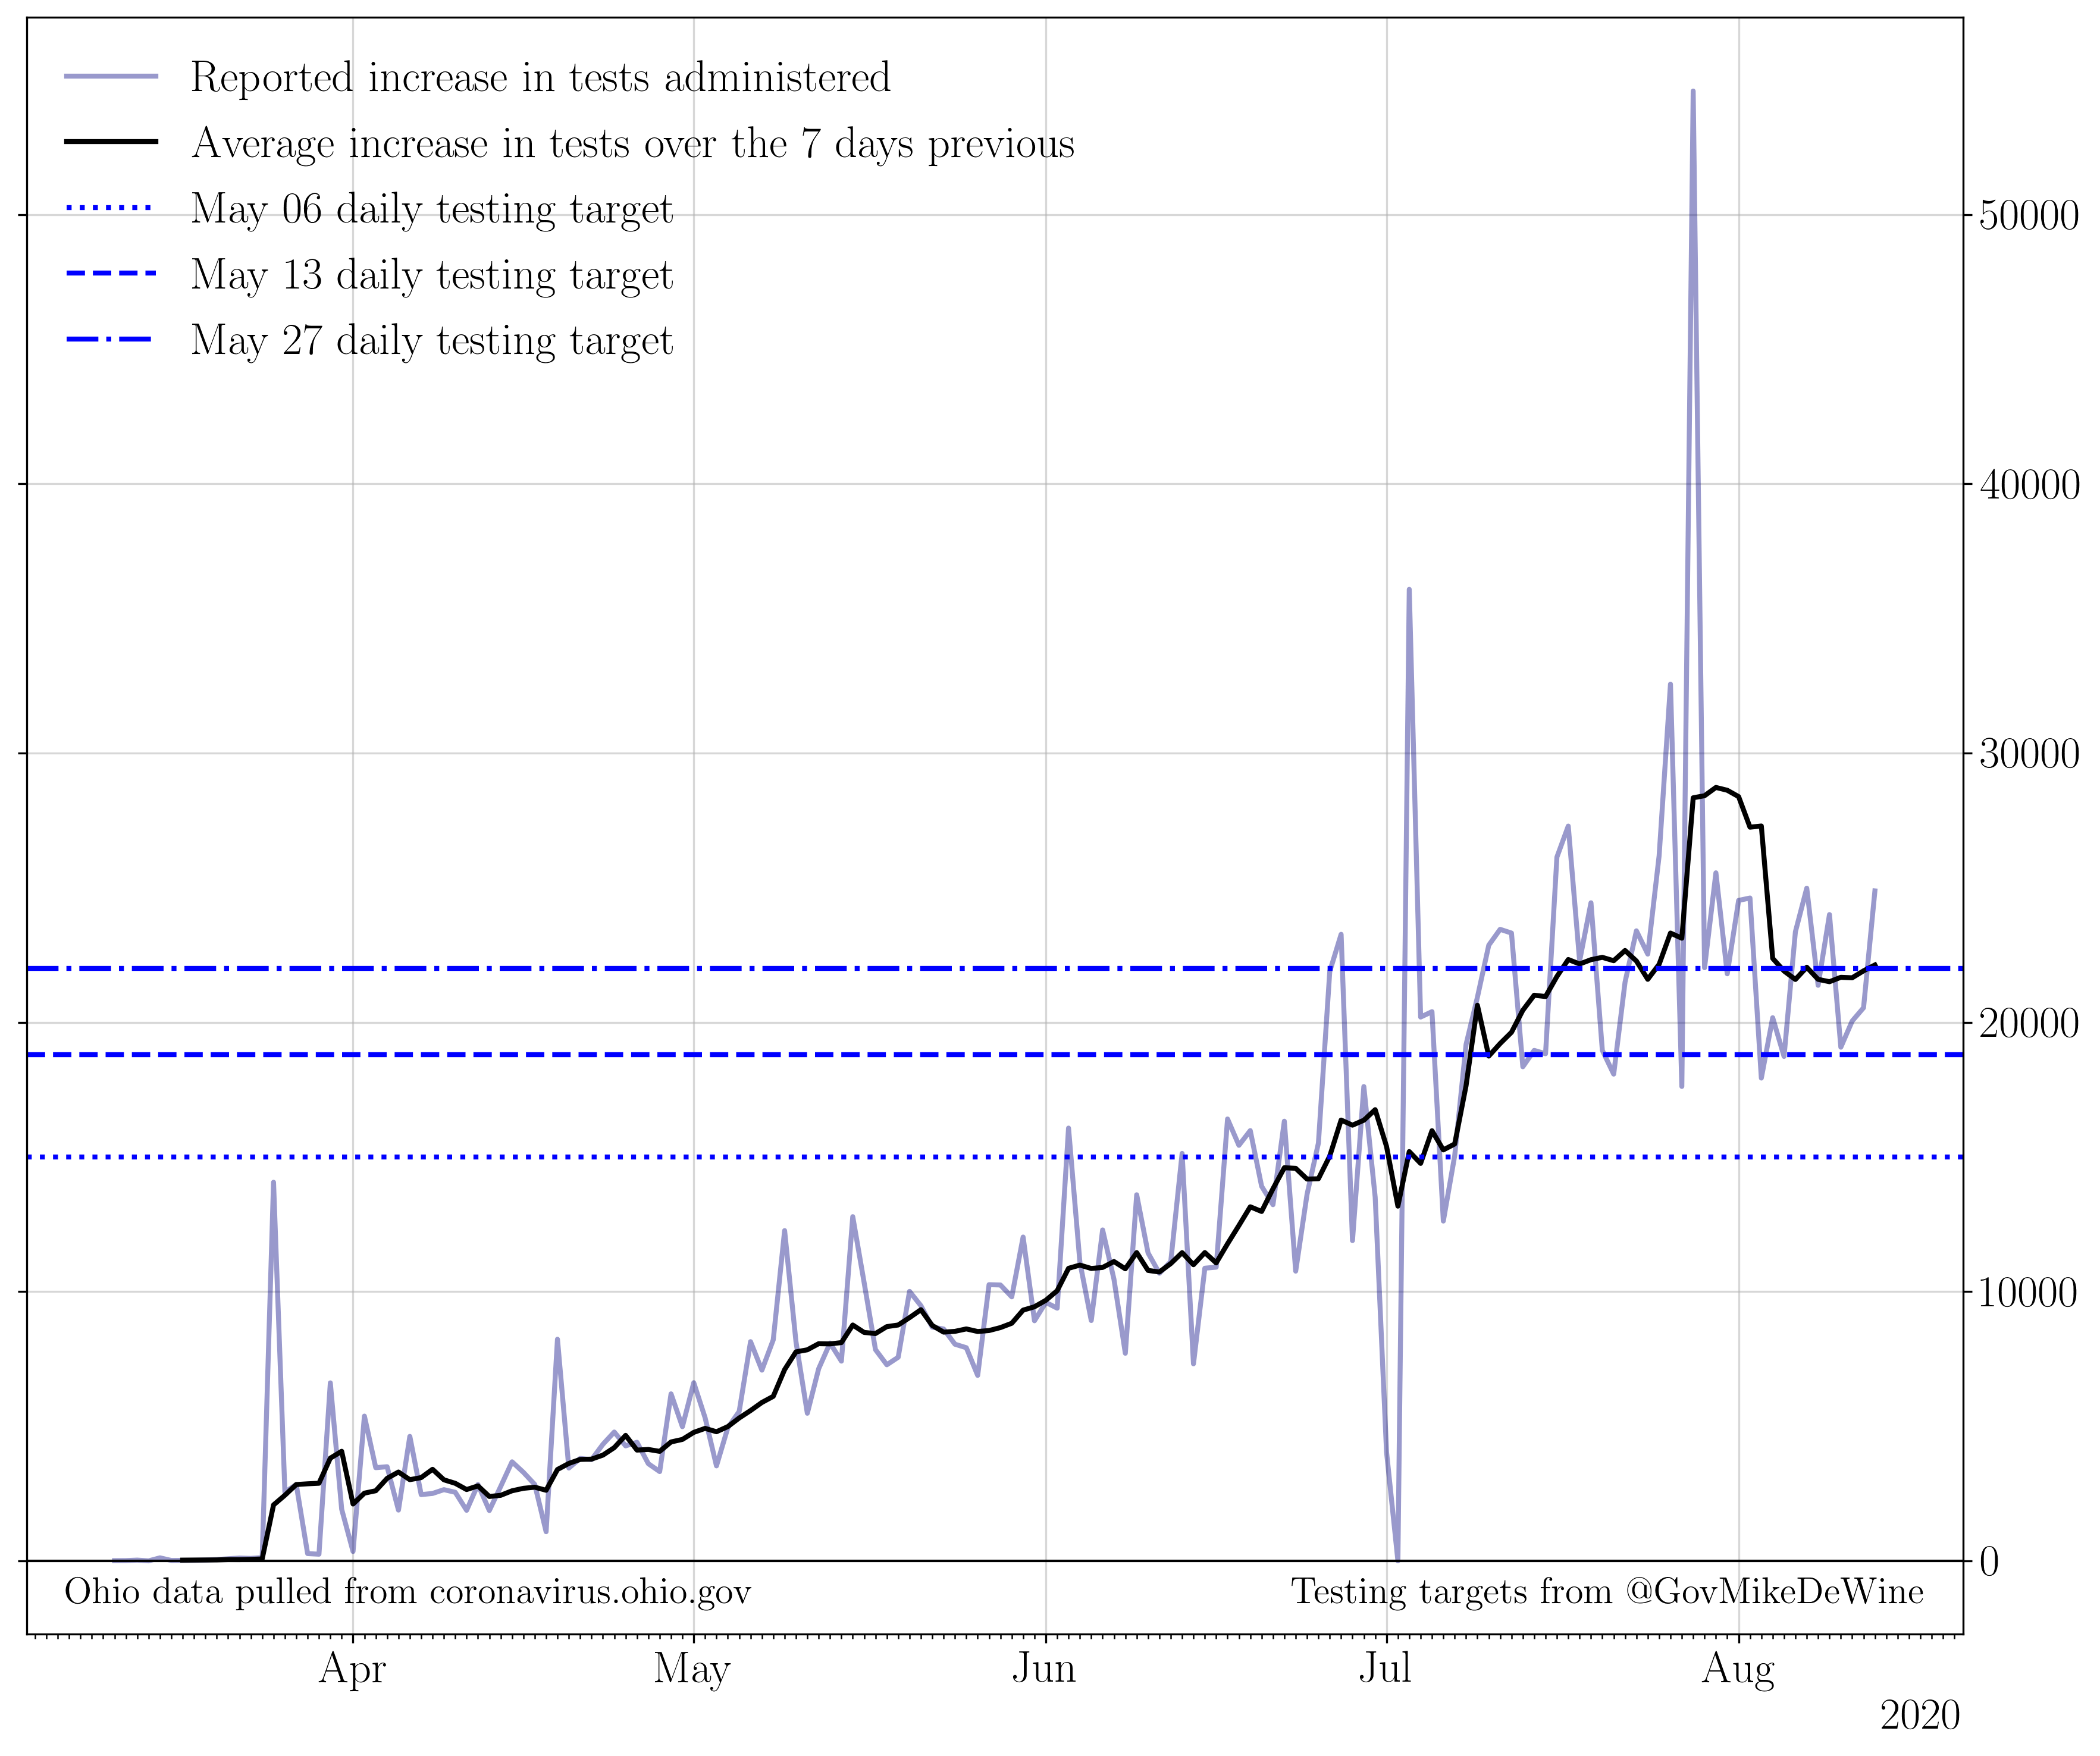 Reported increase in tests administered
Average increase in tests over the 7 days previous
May 06 daily testing target
May 13 daily testing target
May 27 daily testing target
50000
40000
30000
20000
10000
0
Ohio data pulled from coronavirus.ohio.gov
Testing targets from @GovMikeDeWine
Apr
May
Jun
Jul
Aug
2020